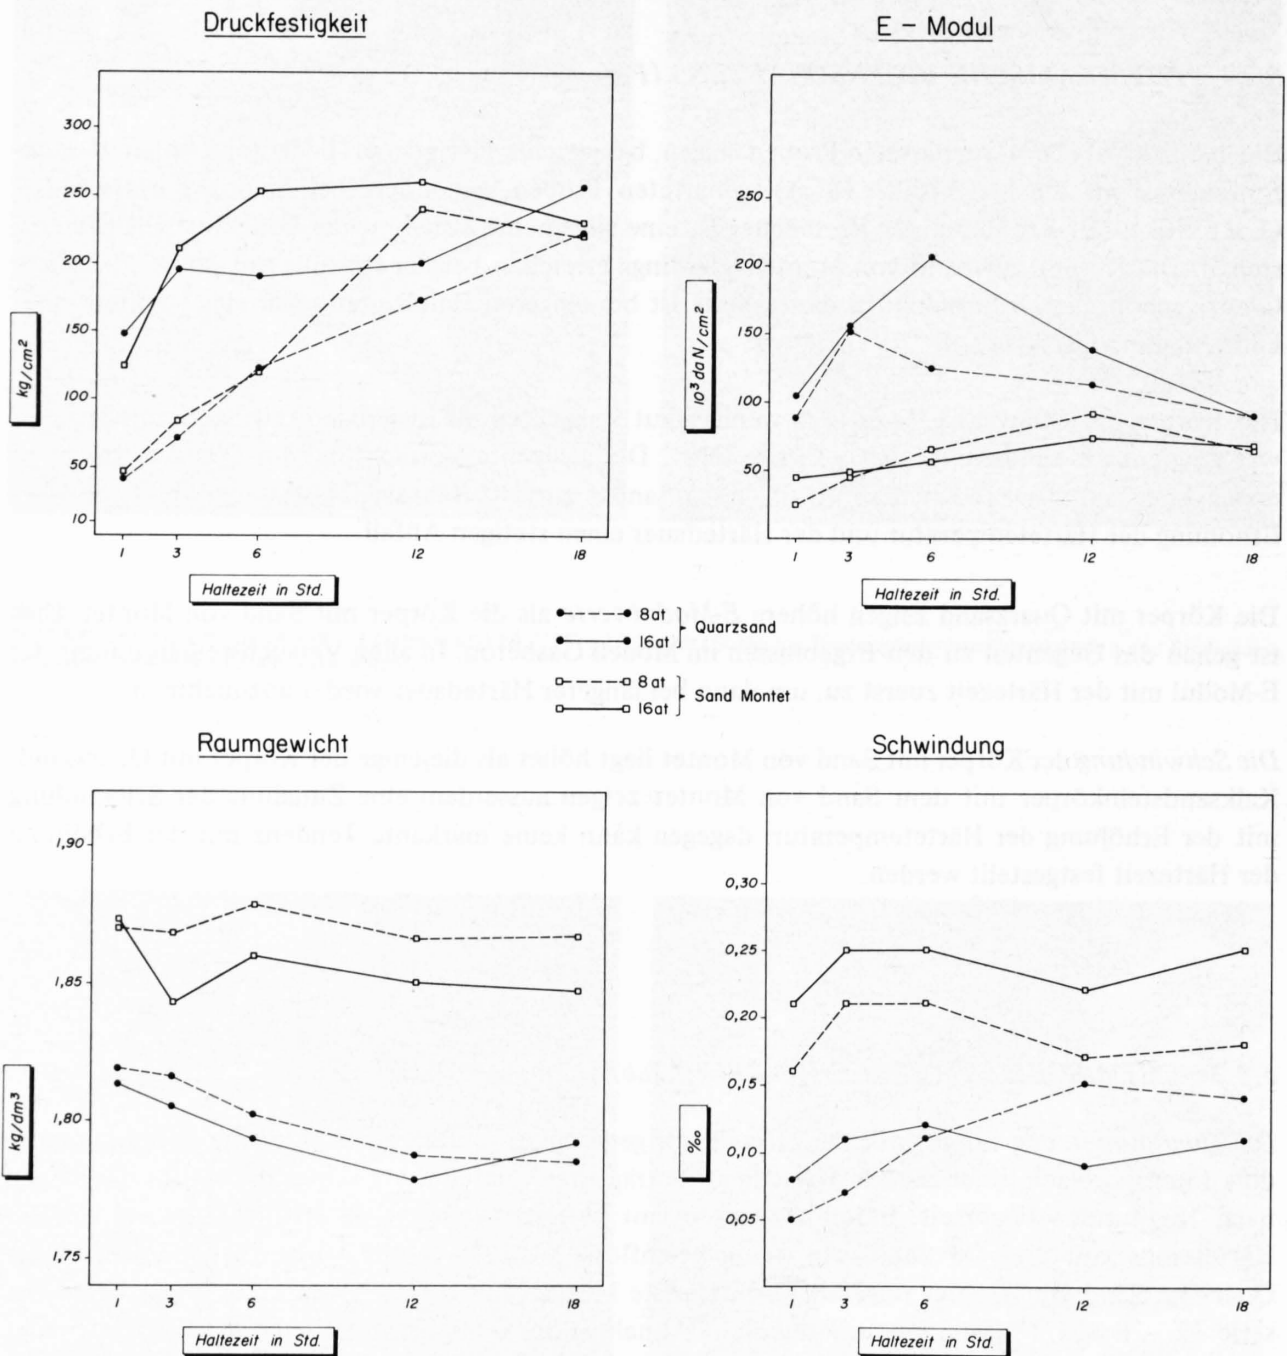 Druckfestigkeit
300
250
200
150
100
50
10
kg/cm²
1 3 6 12 18
Haltezeit in Std.
E – Modul
250
200
150
100
50
10³ daN/cm²
1 3 6 12 18
Haltezeit in Std.
8at
16at
Quarzsand
8at
16at
Sand Montet
Raumgewicht
1,90
1,85
1,80
1,75
kg/dm³
1 3 6 12 18
Haltezeit in Std.
Schwindung
0,30
0,25
0,20
0,15
0,10
0,05
‰
1 3 6 12 18
Haltezeit in Std.